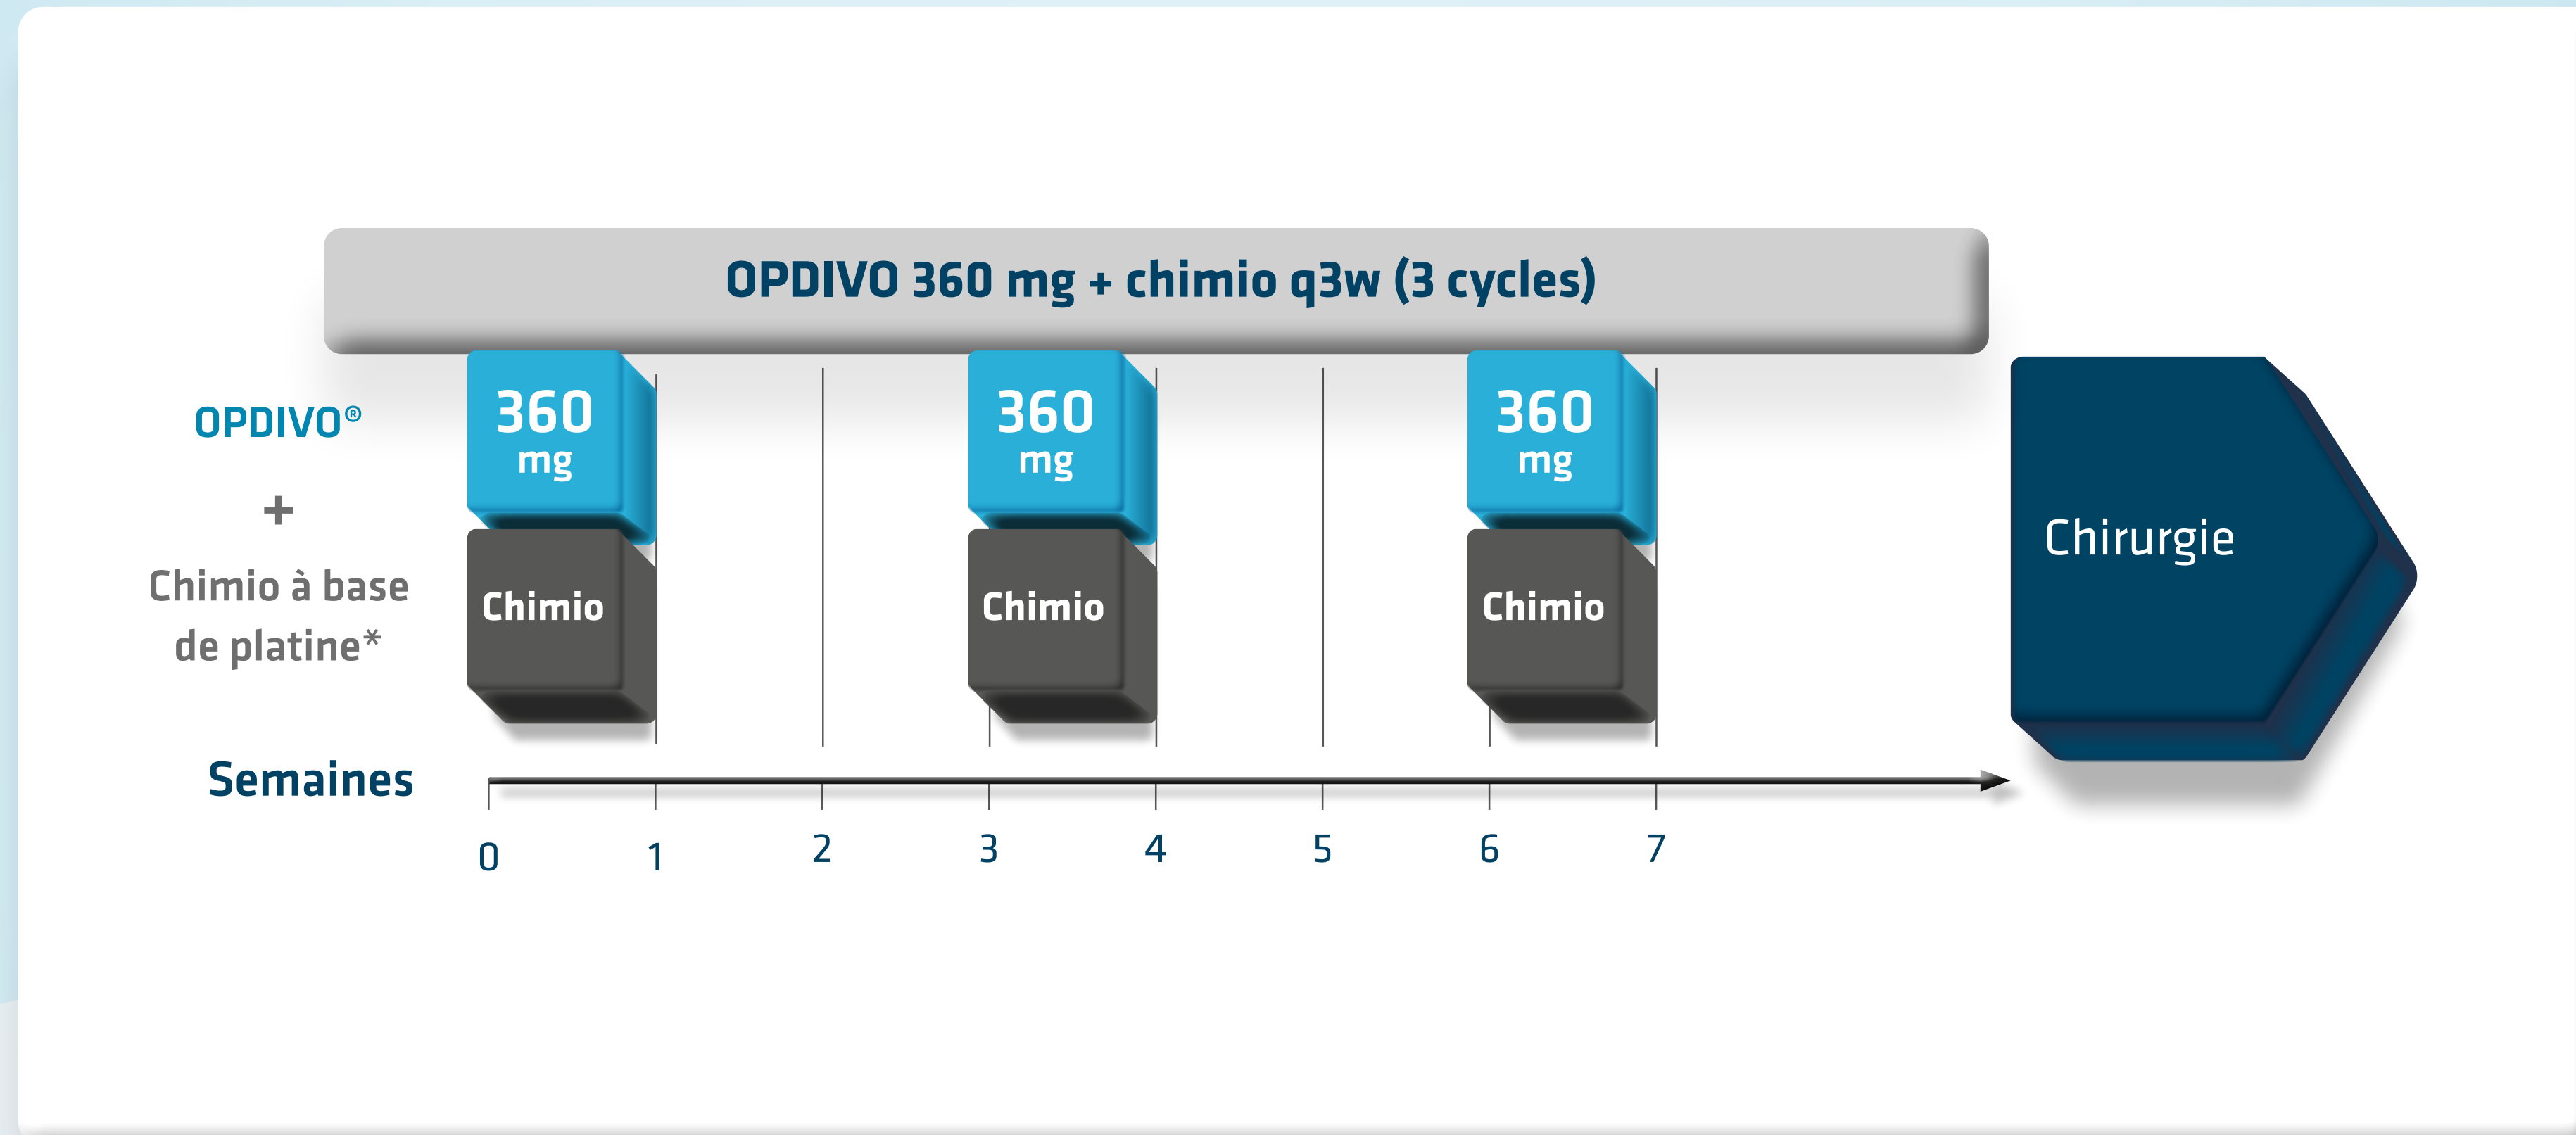 OPDIVO 360 mg + chimio q3w (3 cycles)
OPDIVO®
+
Chimio à base
de platine*
360
mg
Chimio
360
mg
Chimio
360
mg
Chimio
Chirurgie
Semaines
0 1 2 3 4 5 6 7